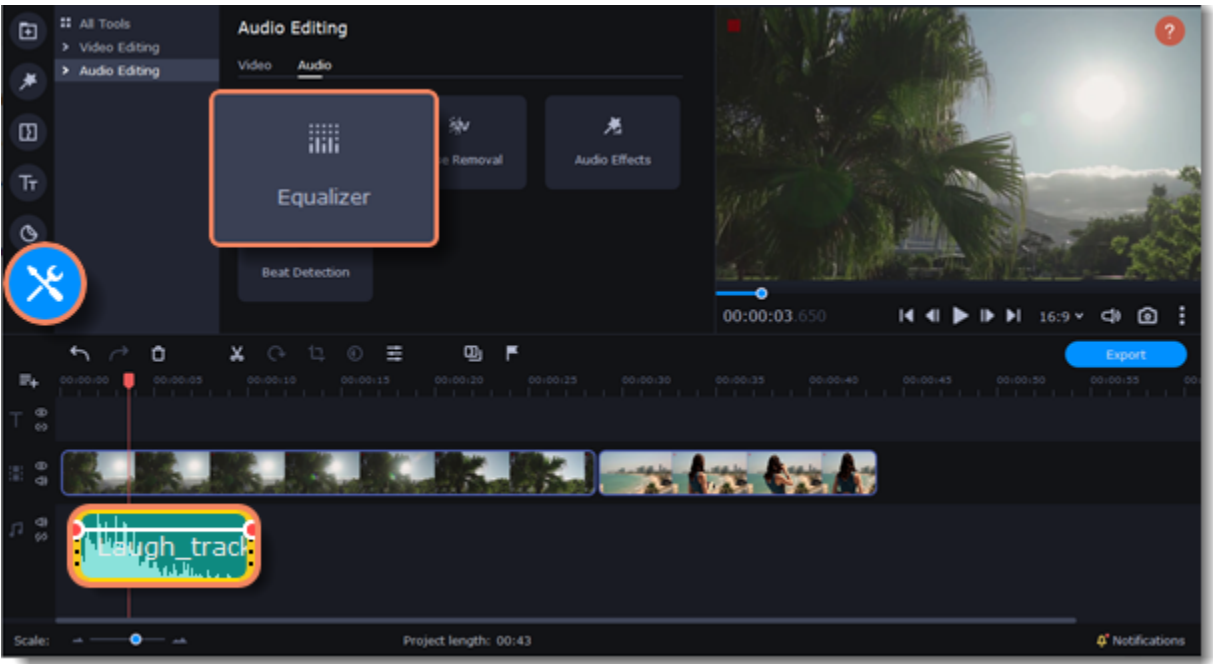 All Tools
Video Editing
Audio Editing
Audio Editing
Video Audio
Equalizer
Removal
Audio Effects
Beat Detection
?
00:00:03.650
16:9
Export
00:00:00 00:00:05 00:00:10 00:00:15 00:00:20 00:00:25 00:00:30 00:00:35 00:00:40 00:00:45 00:00:50 00:00:55
Laugh_track
Scale:
Project length: 00:43
Notifications